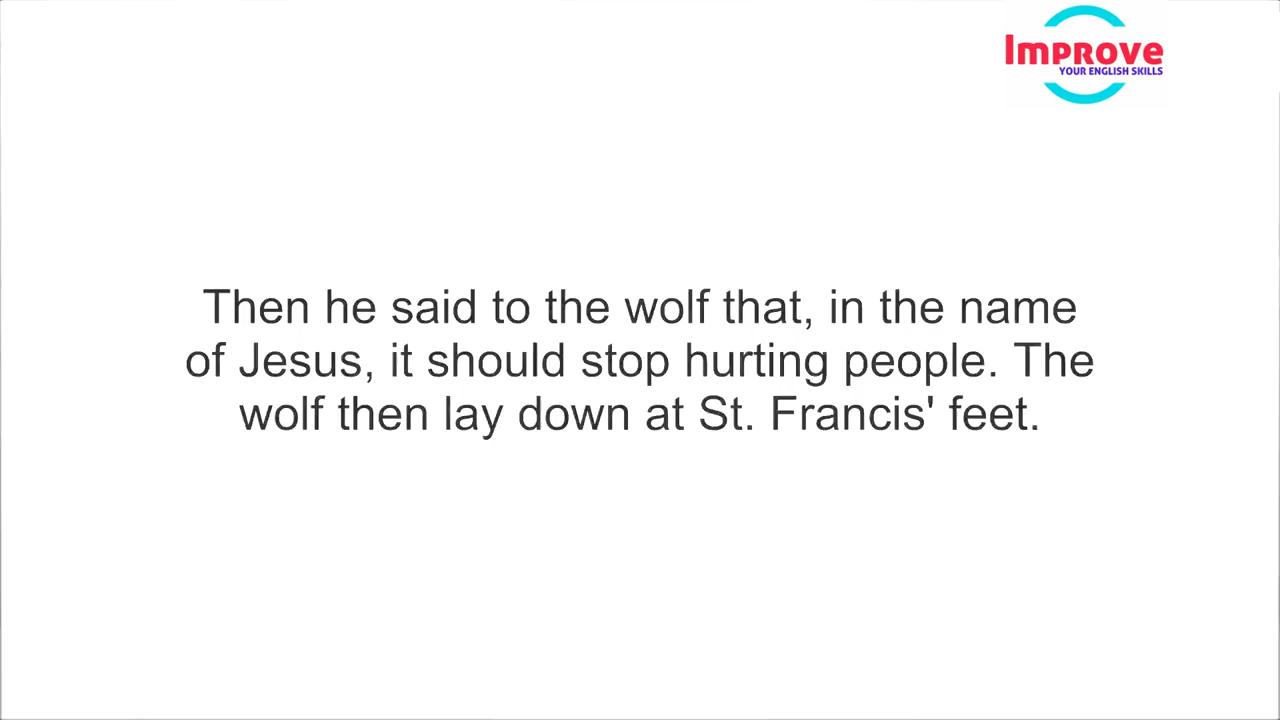 Improve
YOUR ENGLISH SKILLS
Then he said to the wolf that, in the name
of Jesus, it should stop hurting people. The
wolf then lay down at St. Francis' feet.